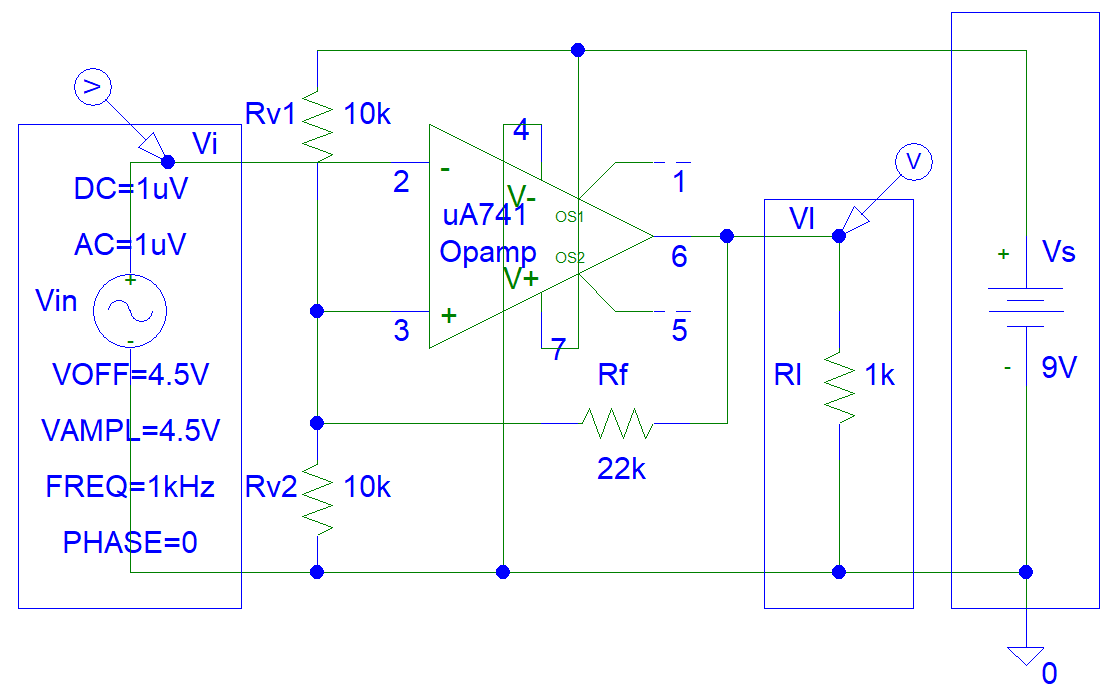 V
Vi
Rv1
10k
DC=1uV
AC=1uV
Vin
+
-
VOFF=4.5V
VAMPL=4.5V
FREQ=1kHz
PHASE=0
Rv2
10k
2
3
-
+
4
V-
uA741
Opamp
V+
7
OS1
OS2
1
6
5
Rf
22k
V
Vl
Rl
1k
+
Vs
-
9V
0